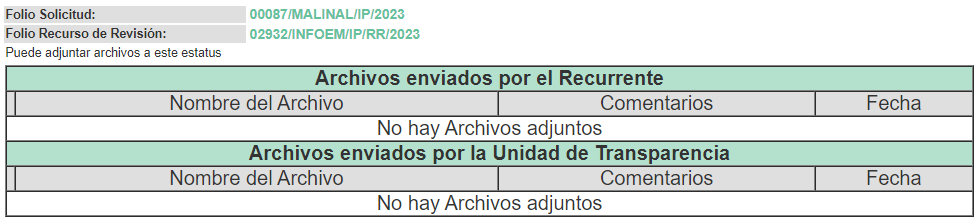 Folio Solicitud: 00087/MALINAL/IP/2023
Folio Recurso de Revisión: 02932/INFOEM/IP/RR/2023
Puede adjuntar archivos a este estatus
Archivos enviados por el Recurrente
Nombre del Archivo Comentarios Fecha
No hay Archivos adjuntos
Archivos enviados por la Unidad de Transparencia
Nombre del Archivo Comentarios Fecha
No hay Archivos adjuntos